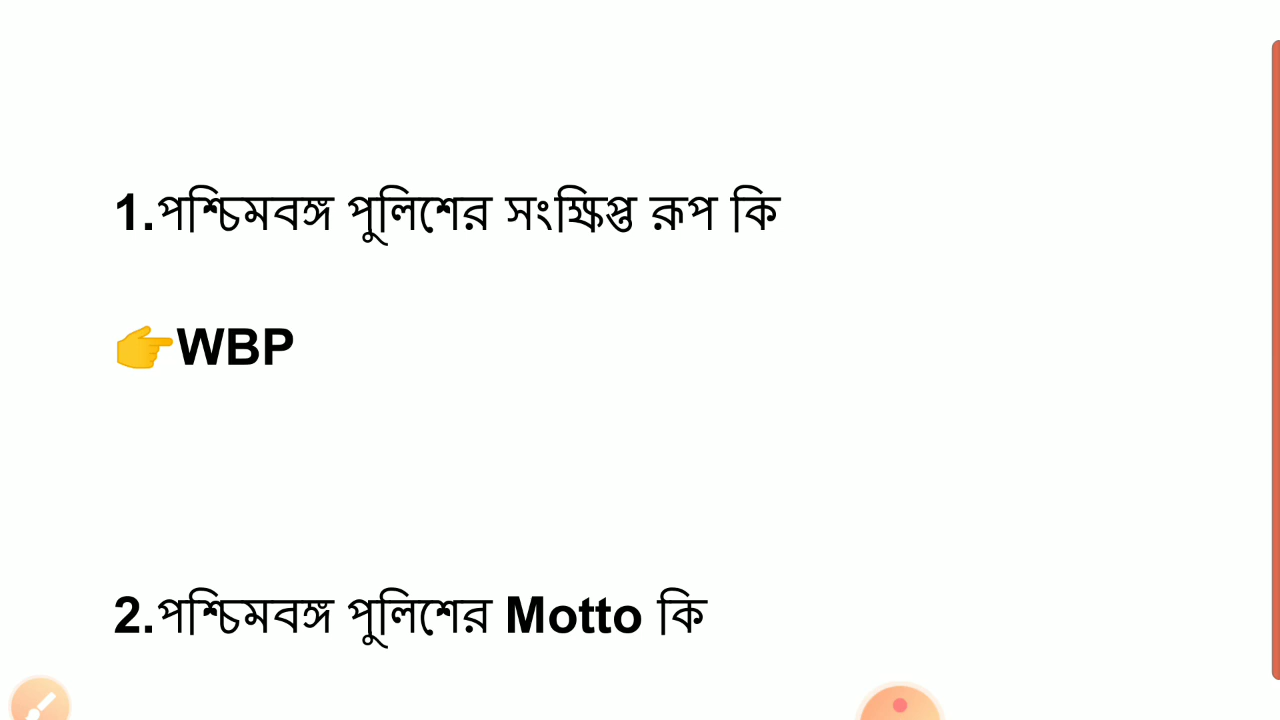 1.পশ্চিমবঙ্গ পুলিশের সংক্ষিপ্ত রূপ কি
👉WBP
2.পশ্চিমবঙ্গ পুলিশের Motto কি